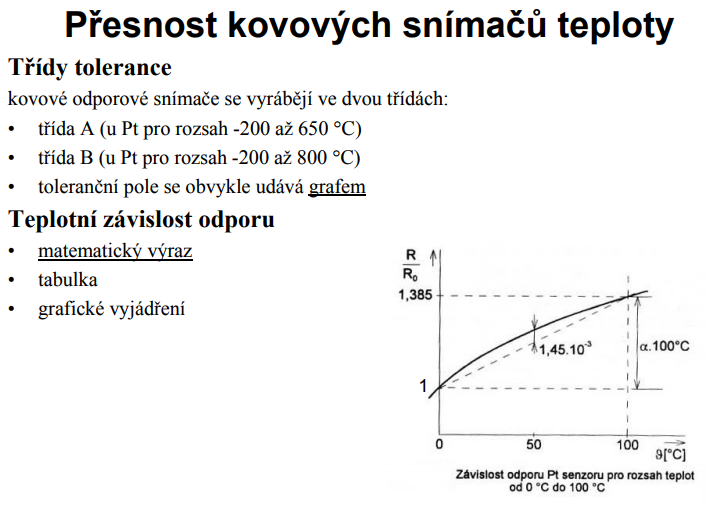 Přesnost kovových snímačů teploty
Třídy tolerance
kovové odporové snímače se vyrábějí ve dvou třídách:
• třída A (u Pt pro rozsah -200 až 650 °C)
• třída B (u Pt pro rozsah -200 až 800 °C)
• toleranční pole se obvykle udává grafem
Teplotní závislost odporu
• matematický výraz
• tabulka
• grafické vyjádření
R
R₀
1,385
1,45.10⁻³
α.100°C
1
0 50 100
ϑ[°C]
Závislost odporu Pt senzoru pro rozsah teplot
od 0 °C do 100 °C